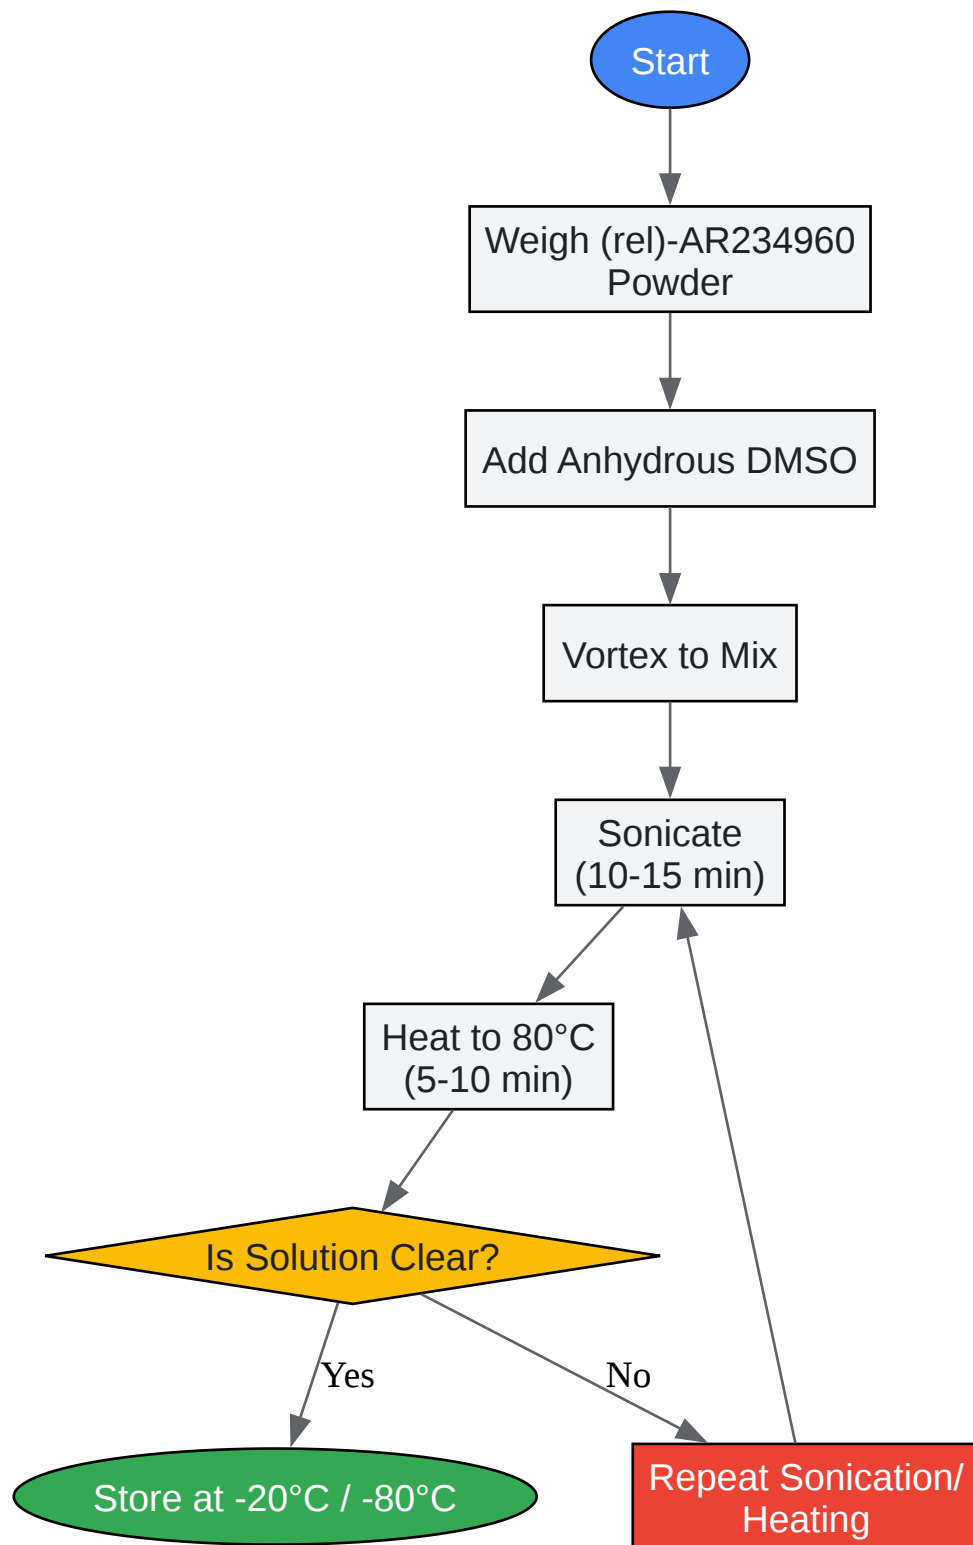 Start
Weigh (rel)-AR234960
Powder
Add Anhydrous DMSO
Vortex to Mix
Sonicate
(10-15 min)
Heat to 80°C
(5-10 min)
Is Solution Clear?
Yes
No
Store at -20°C / -80°C
Repeat Sonication/
Heating